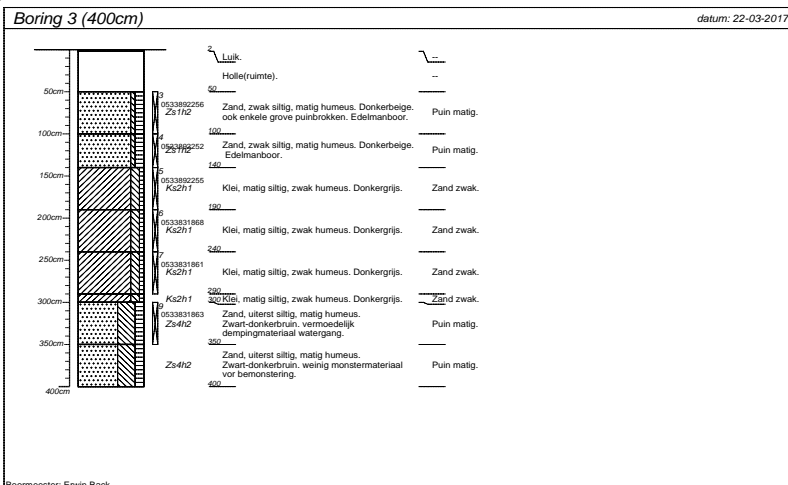 Boring 3 (400cm)
datum: 22-03-2017
2
Luik.
--
Holle(ruimte).
--
50cm
50
3
0533892256
Zs1h2
Zand, zwak siltig, matig humeus. Donkerbeige.
ook enkele grove puinbrokken. Edelmanboor.
Puin matig.
100cm
100
4
0533892252
Zs1h2
Zand, zwak siltig, matig humeus. Donkerbeige.
Edelmanboor.
Puin matig.
140
150cm
5
0533892255
Ks2h1
Klei, matig siltig, zwak humeus. Donkergrijs.
Zand zwak.
190
200cm
6
0533831868
Ks2h1
Klei, matig siltig, zwak humeus. Donkergrijs.
Zand zwak.
240
250cm
7
0533831861
Ks2h1
Klei, matig siltig, zwak humeus. Donkergrijs.
Zand zwak.
290
300cm
Ks2h1
300
Klei, matig siltig, zwak humeus. Donkergrijs.
Zand zwak.
9
0533831863
Zs4h2
Zand, uiterst siltig, matig humeus.
Zwart-donkerbruin. vermoedelijk
dempingmateriaal watergang.
Puin matig.
350cm
350
Zs4h2
Zand, uiterst siltig, matig humeus.
Zwart-donkerbruin. weinig monstermateriaal
vor bemonstering.
Puin matig.
400cm
400